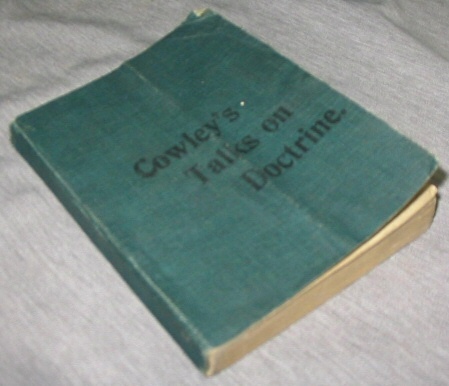 Cowley's
Talks on
Doctrine.